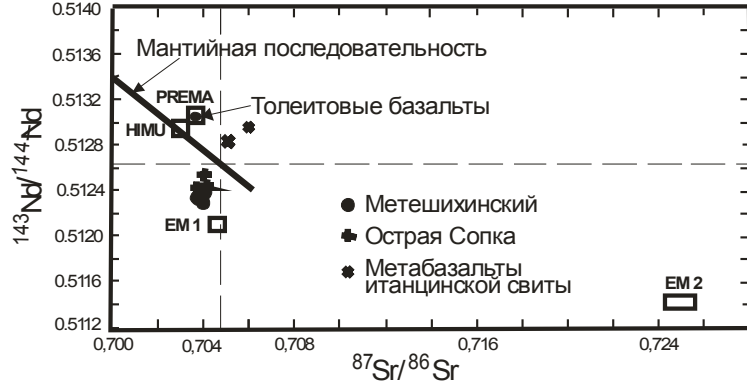 0.5140
0.5136
0.5132
0.5128
0.5124
0.5120
0.5116
0.5112
143Nd/144Nd
Мантийная последовательность
PREMA
Толеитовые базальты
HIMU
EM 1
Метешихинский
Острая Сопка
Метабазальты
итанцинской свиты
EM 2
0,700
0,704
0,708
0,716
0,724
87Sr/86Sr